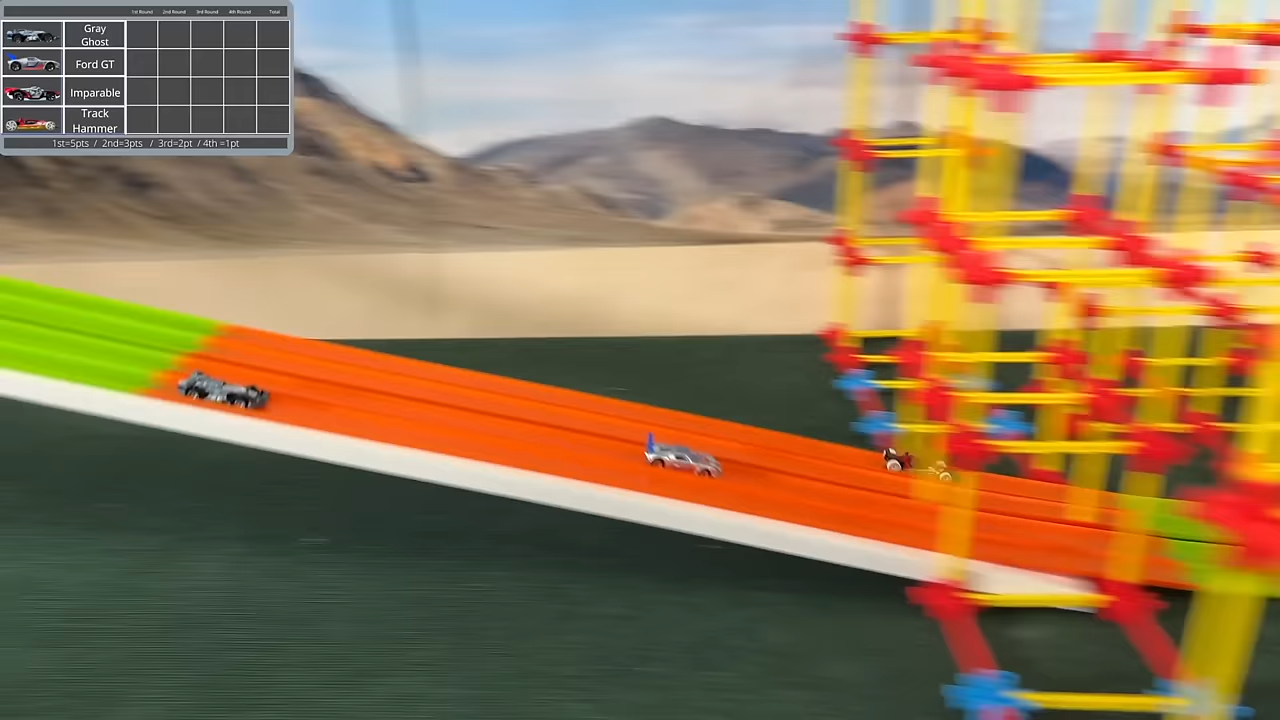 1st Round 2nd Round 3rd Round 4th Round Total
Gray
Ghost
Ford GT
Imparable
Track
Hammer
1st=5pts / 2nd=3pts / 3rd=2pt / 4th =1pt